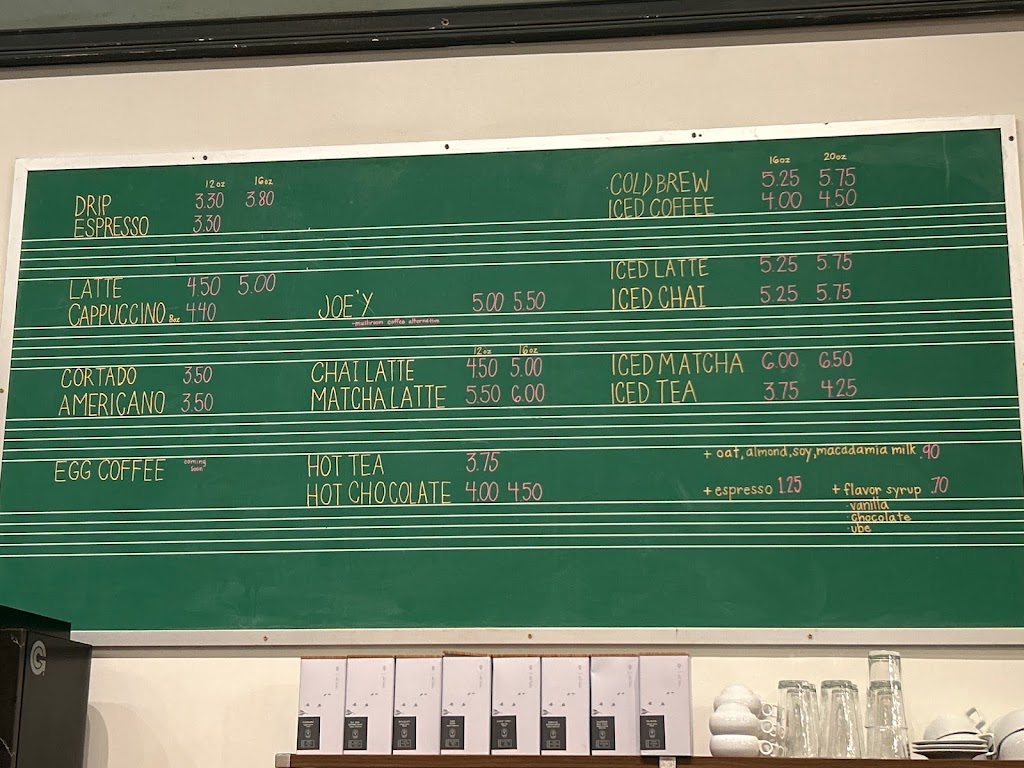 12oz 16oz
DRIP 3.30 3.80
ESPRESSO 3.30
LATTE 4.50 5.00
CAPPUCCINO 8oz 4.40
CORTADO 3.50
AMERICANO 3.50
EGG COFFEE coming
soon
JOE'Y 5.00 5.50
-mushroom coffee alternative
12oz 16oz
CHAI LATTE 4.50 5.00
MATCHA LATTE 5.50 6.00
HOT TEA 3.75
HOT CHOCOLATE 4.00 4.50
16oz 20oz
COLD BREW 5.25 5.75
ICED COFFEE 4.00 4.50
ICED LATTE 5.25 5.75
ICED CHAI 5.25 5.75
ICED MATCHA 6.00 6.50
ICED TEA 3.75 4.25
+ oat, almond, soy, macadamia milk .90
+ espresso 1.25 + flavor syrup .70
·vanilla
·chocolate
·ube